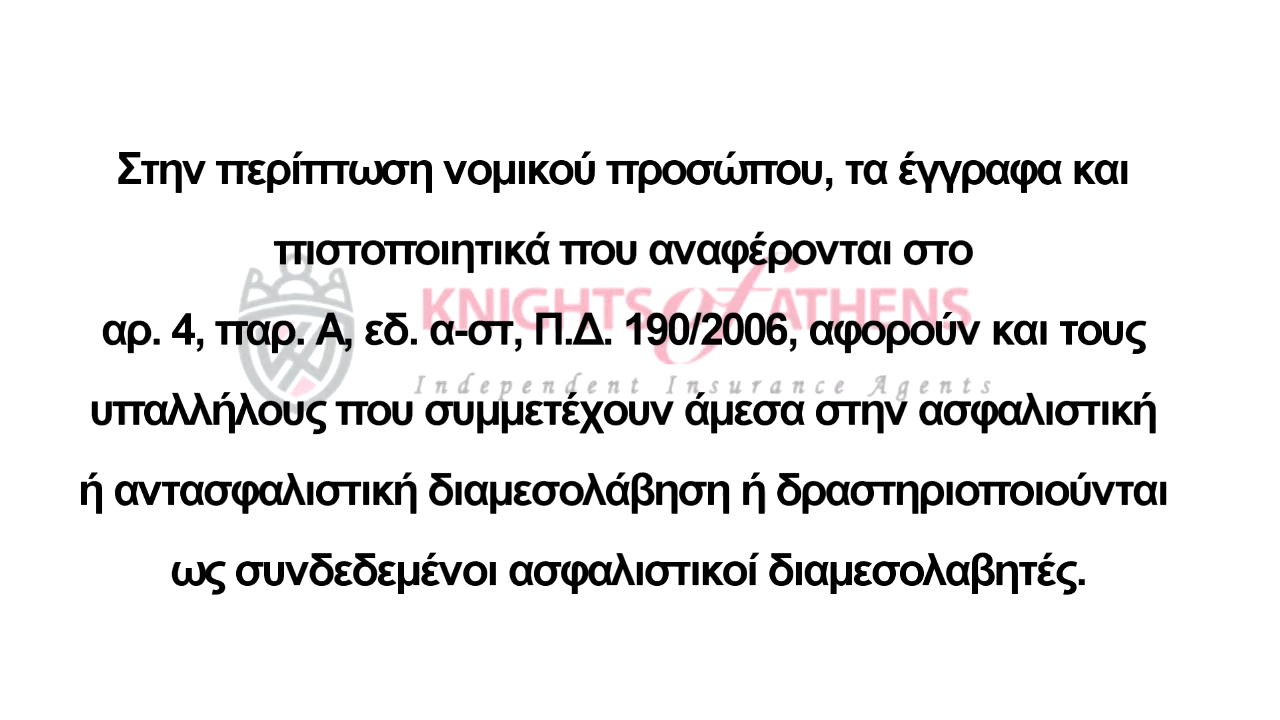 Στην περίπτωση νομικού προσώπου, τα έγγραφα και
πιστοποιητικά που αναφέρονται στο
KNIGHTS of ATHENS
αρ. 4, παρ. Α, εδ. α-στ, Π.Δ. 190/2006, αφορούν και τους
Independent Insurance Agents
υπαλλήλους που συμμετέχουν άμεσα στην ασφαλιστική
ή αντασφαλιστική διαμεσολάβηση ή δραστηριοποιούνται
ως συνδεδεμένοι ασφαλιστικοί διαμεσολαβητές.